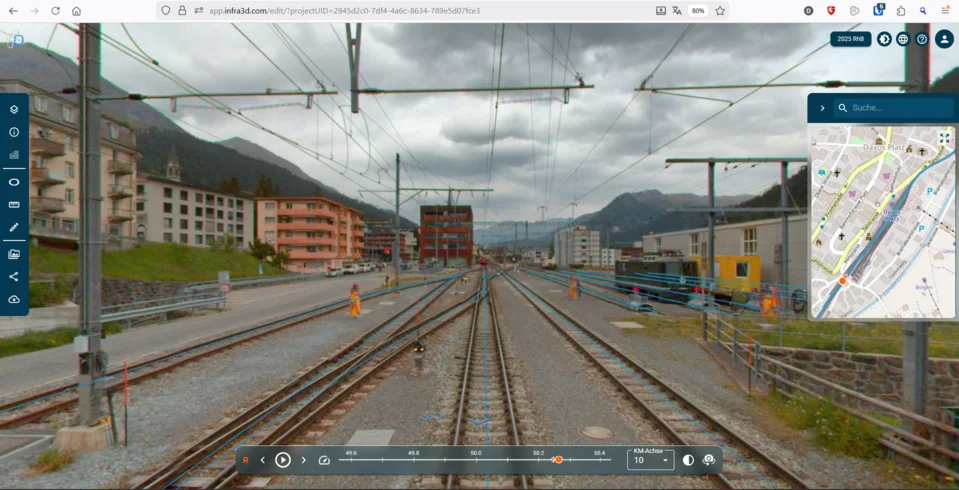 app.infra3d.com/edit/?projectUID=2945d2c0-7df4-4a6c-8634-789e5d07fce3
80%
2025 RhB
Suche...
Davos Platz
P
P
Bolgen
R
49.6
49.8
50.0
50.2
50.4
KM-Achse
10